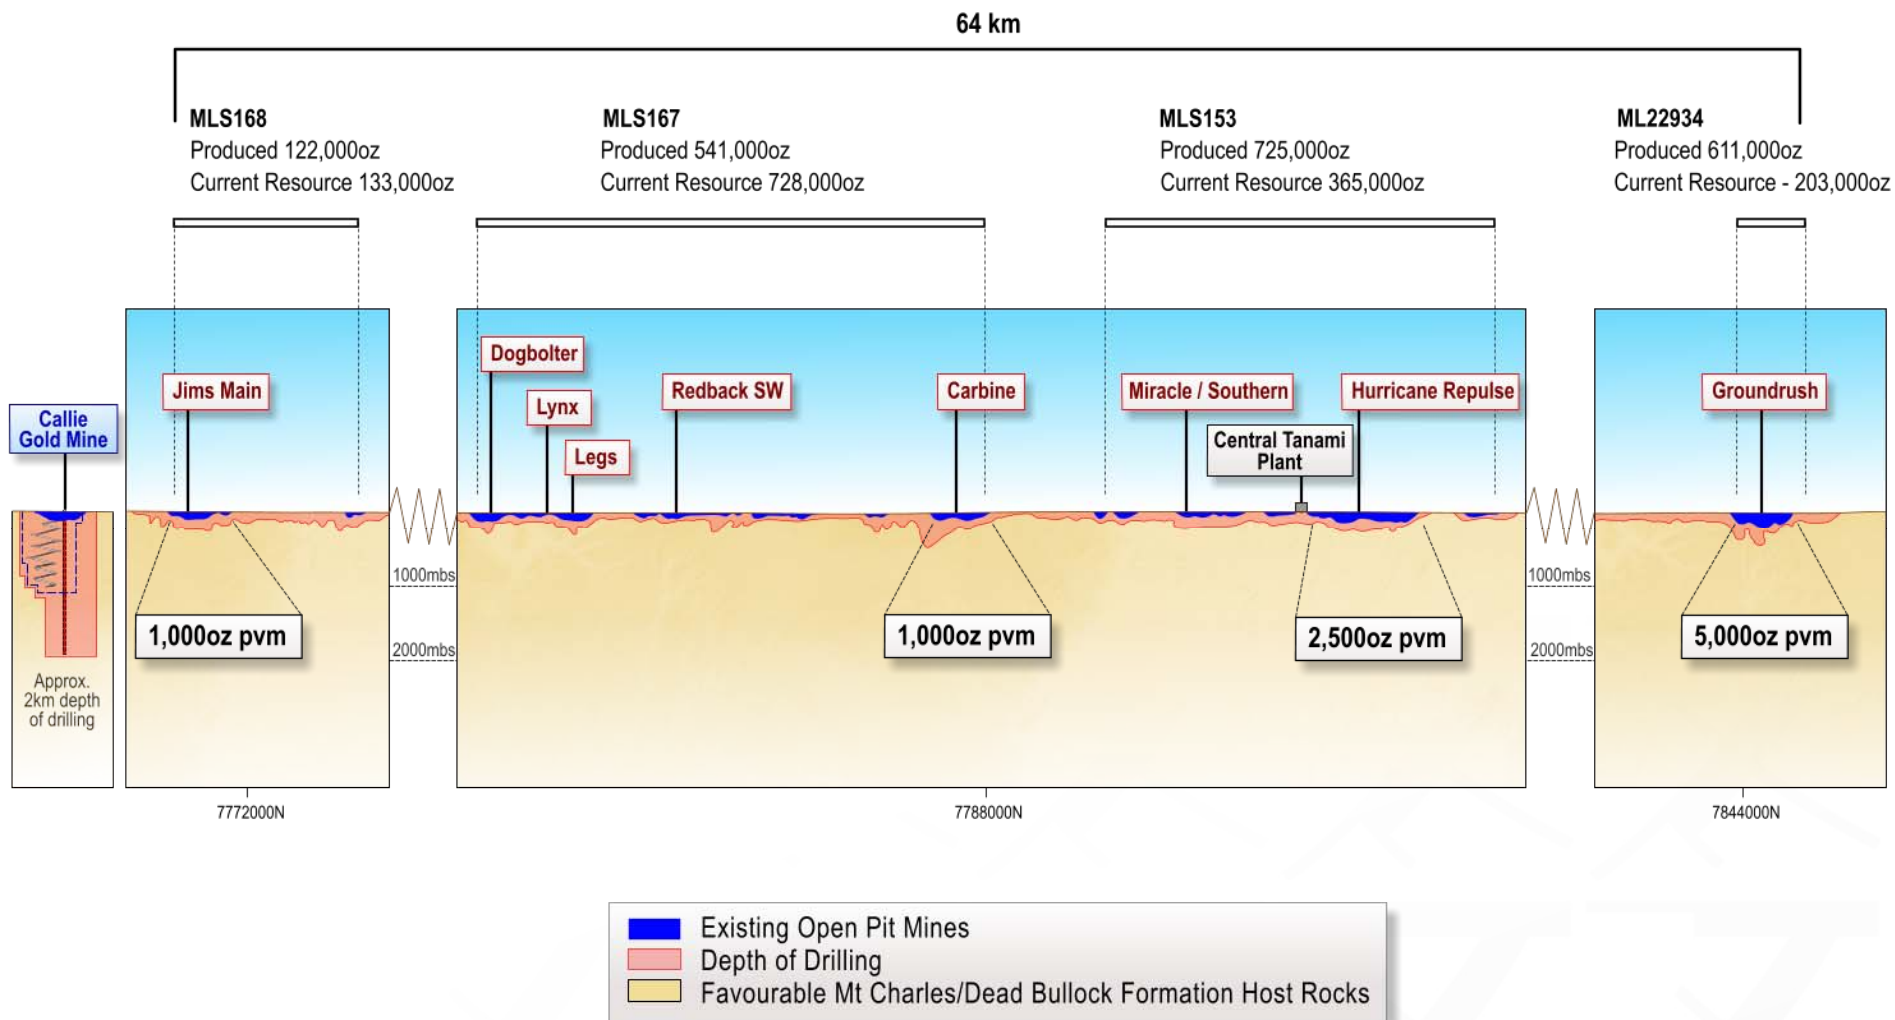 64 km
MLS168
Produced 122,000oz
Current Resource 133,000oz
MLS167
Produced 541,000oz
Current Resource 728,000oz
MLS153
Produced 725,000oz
Current Resource 365,000oz
ML22934
Produced 611,000oz
Current Resource - 203,000oz
Callie
Gold Mine
Jims Main
Dogbolter
Lynx
Legs
Redback SW
Carbine
Miracle / Southern
Central Tanami
Plant
Hurricane Repulse
Groundrush
1000mbs
2000mbs
1000mbs
2000mbs
1,000oz pvm
1,000oz pvm
2,500oz pvm
5,000oz pvm
Approx.
2km depth
of drilling
7772000N
7788000N
7844000N
Existing Open Pit Mines
Depth of Drilling
Favourable Mt Charles/Dead Bullock Formation Host Rocks